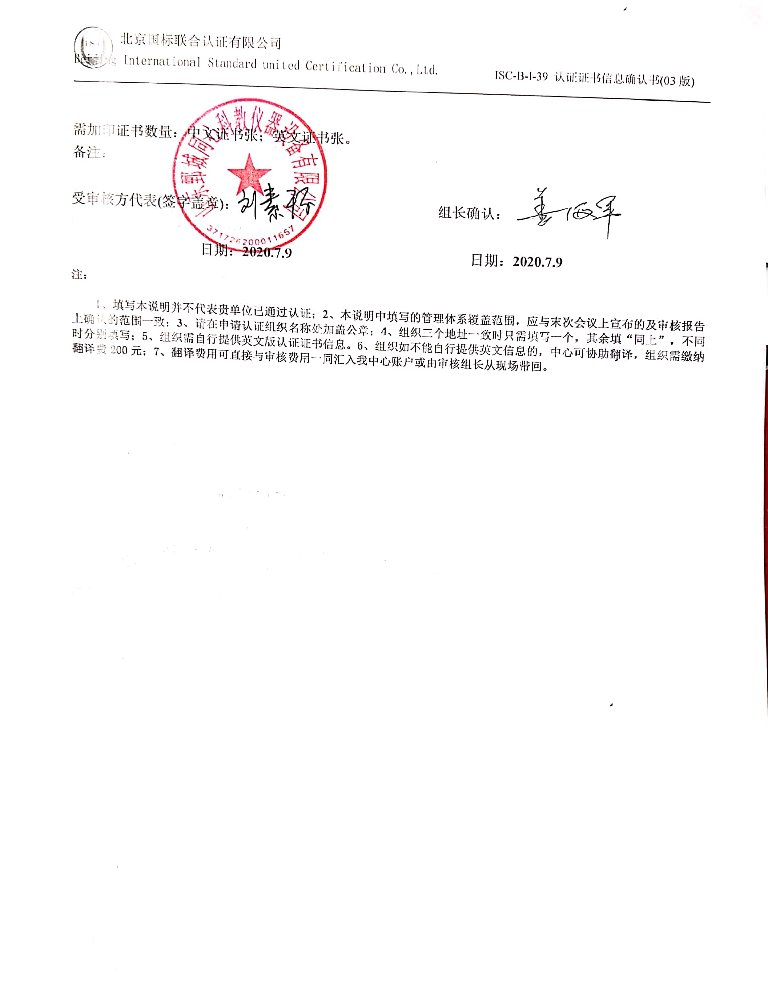 北京国标联合认证有限公司
Beijing International Standard united Certification Co.,Ltd.
ISC-B-I-39 认证证书信息确认书(03 版)
需加印证书数量：中文证书张；英文证书张。
备注：
科教仪器设备有限公司
受审核方代表(签字盖章)：刘素
组长确认：姜海军
371726200011657
日期：2020.7.9
日期：2020.7.9
注：
1、填写本说明并不代表贵单位已通过认证；2、本说明中填写的管理体系覆盖范围，应与末次会议上宣布的及审核报告
上确认的范围一致；3、请在申请认证组织名称处加盖公章；4、组织三个地址一致时只需填写一个，其余填“同上”，不同
时分别填写；5、组织需自行提供英文版认证证书信息。6、组织如不能自行提供英文信息的，中心可协助翻译，组织需缴纳
翻译费 200 元；7、翻译费用可直接与审核费用一同汇入我中心账户或由审核组长从现场带回。